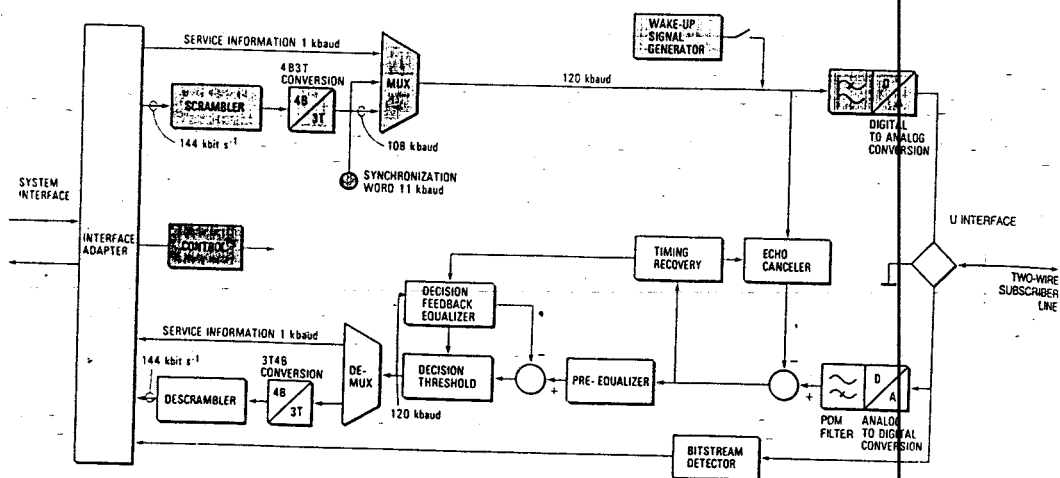 WAKE-UP
SIGNAL
GENERATOR
SERVICE INFORMATION 1 kbaud
4B3T
CONVERSION
MUX
120 kbaud
SCRAMBLER
4B
3T
D
144 kbit s⁻¹
108 kbaud
DIGITAL
TO ANALOG
CONVERSION
SYNCHRONIZATION
WORD 11 kbaud
SYSTEM
INTERFACE
U INTERFACE
INTERFACE
ADAPTER
CONTROL
TIMING
RECOVERY
ECHO
CANCELER
TWO-WIRE
SUBSCRIBER
LINE
DECISION
FEEDBACK
EQUALIZER
SERVICE INFORMATION 1 kbaud
144 kbit s⁻¹
3T4B
CONVERSION
DE-
MUX
DECISION
THRESHOLD
PRE-EQUALIZER
D
A
DESCRAMBLER
4B
3T
120 kbaud
PDM
FILTER
ANALOG
TO DIGITAL
CONVERSION
BITSTREAM
DETECTOR